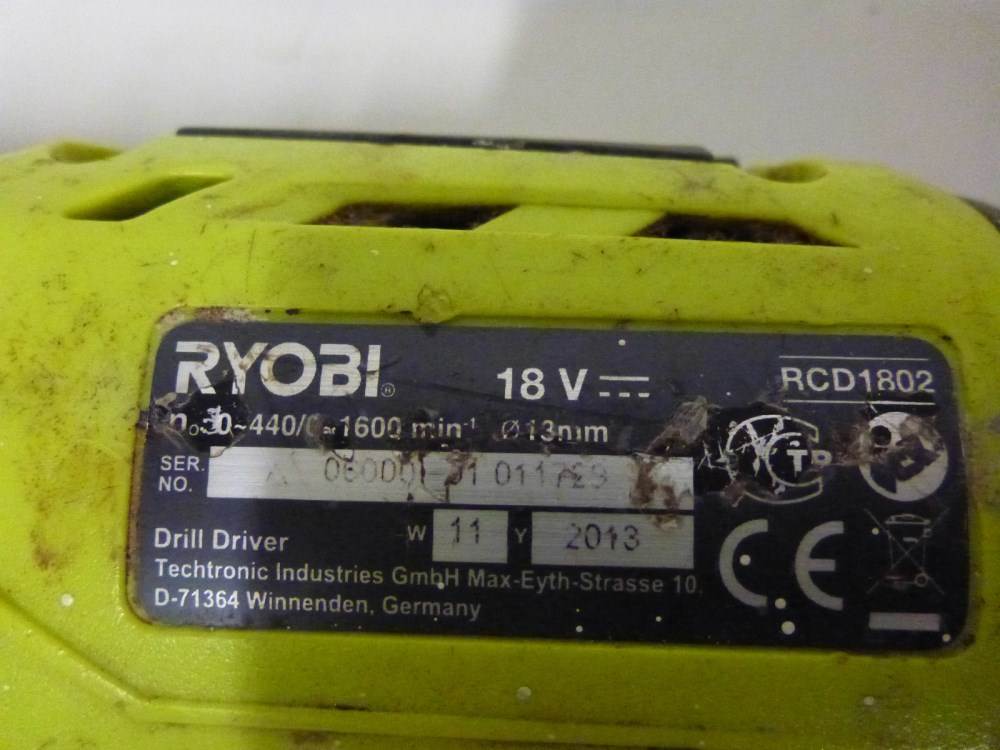 RYOBI®
18 V
RCD1802
0~440/0~1600 min-1 Ø13mm
SER.
NO.
Drill Driver
W 11 Y 2013
Techtronic Industries GmbH Max-Eyth-Strasse 10,
D-71364 Winnenden, Germany
CE